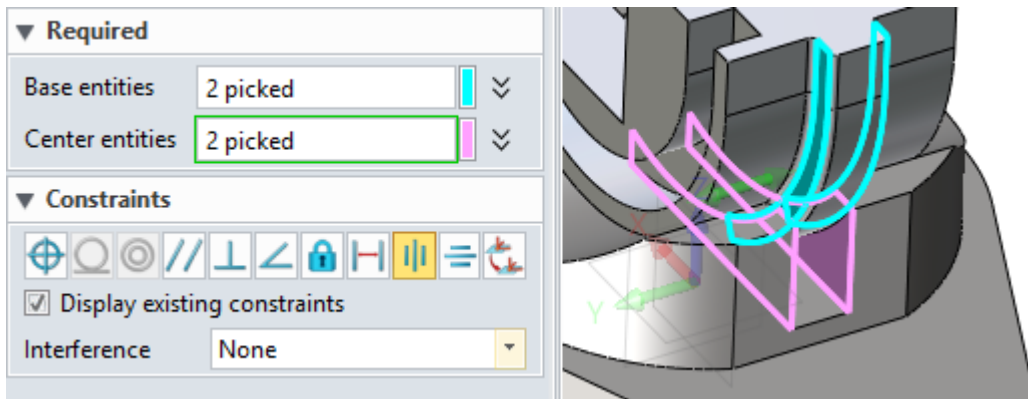 Required
Base entities 2 picked
Center entities 2 picked
Constraints
Display existing constraints
Interference None
X
Y